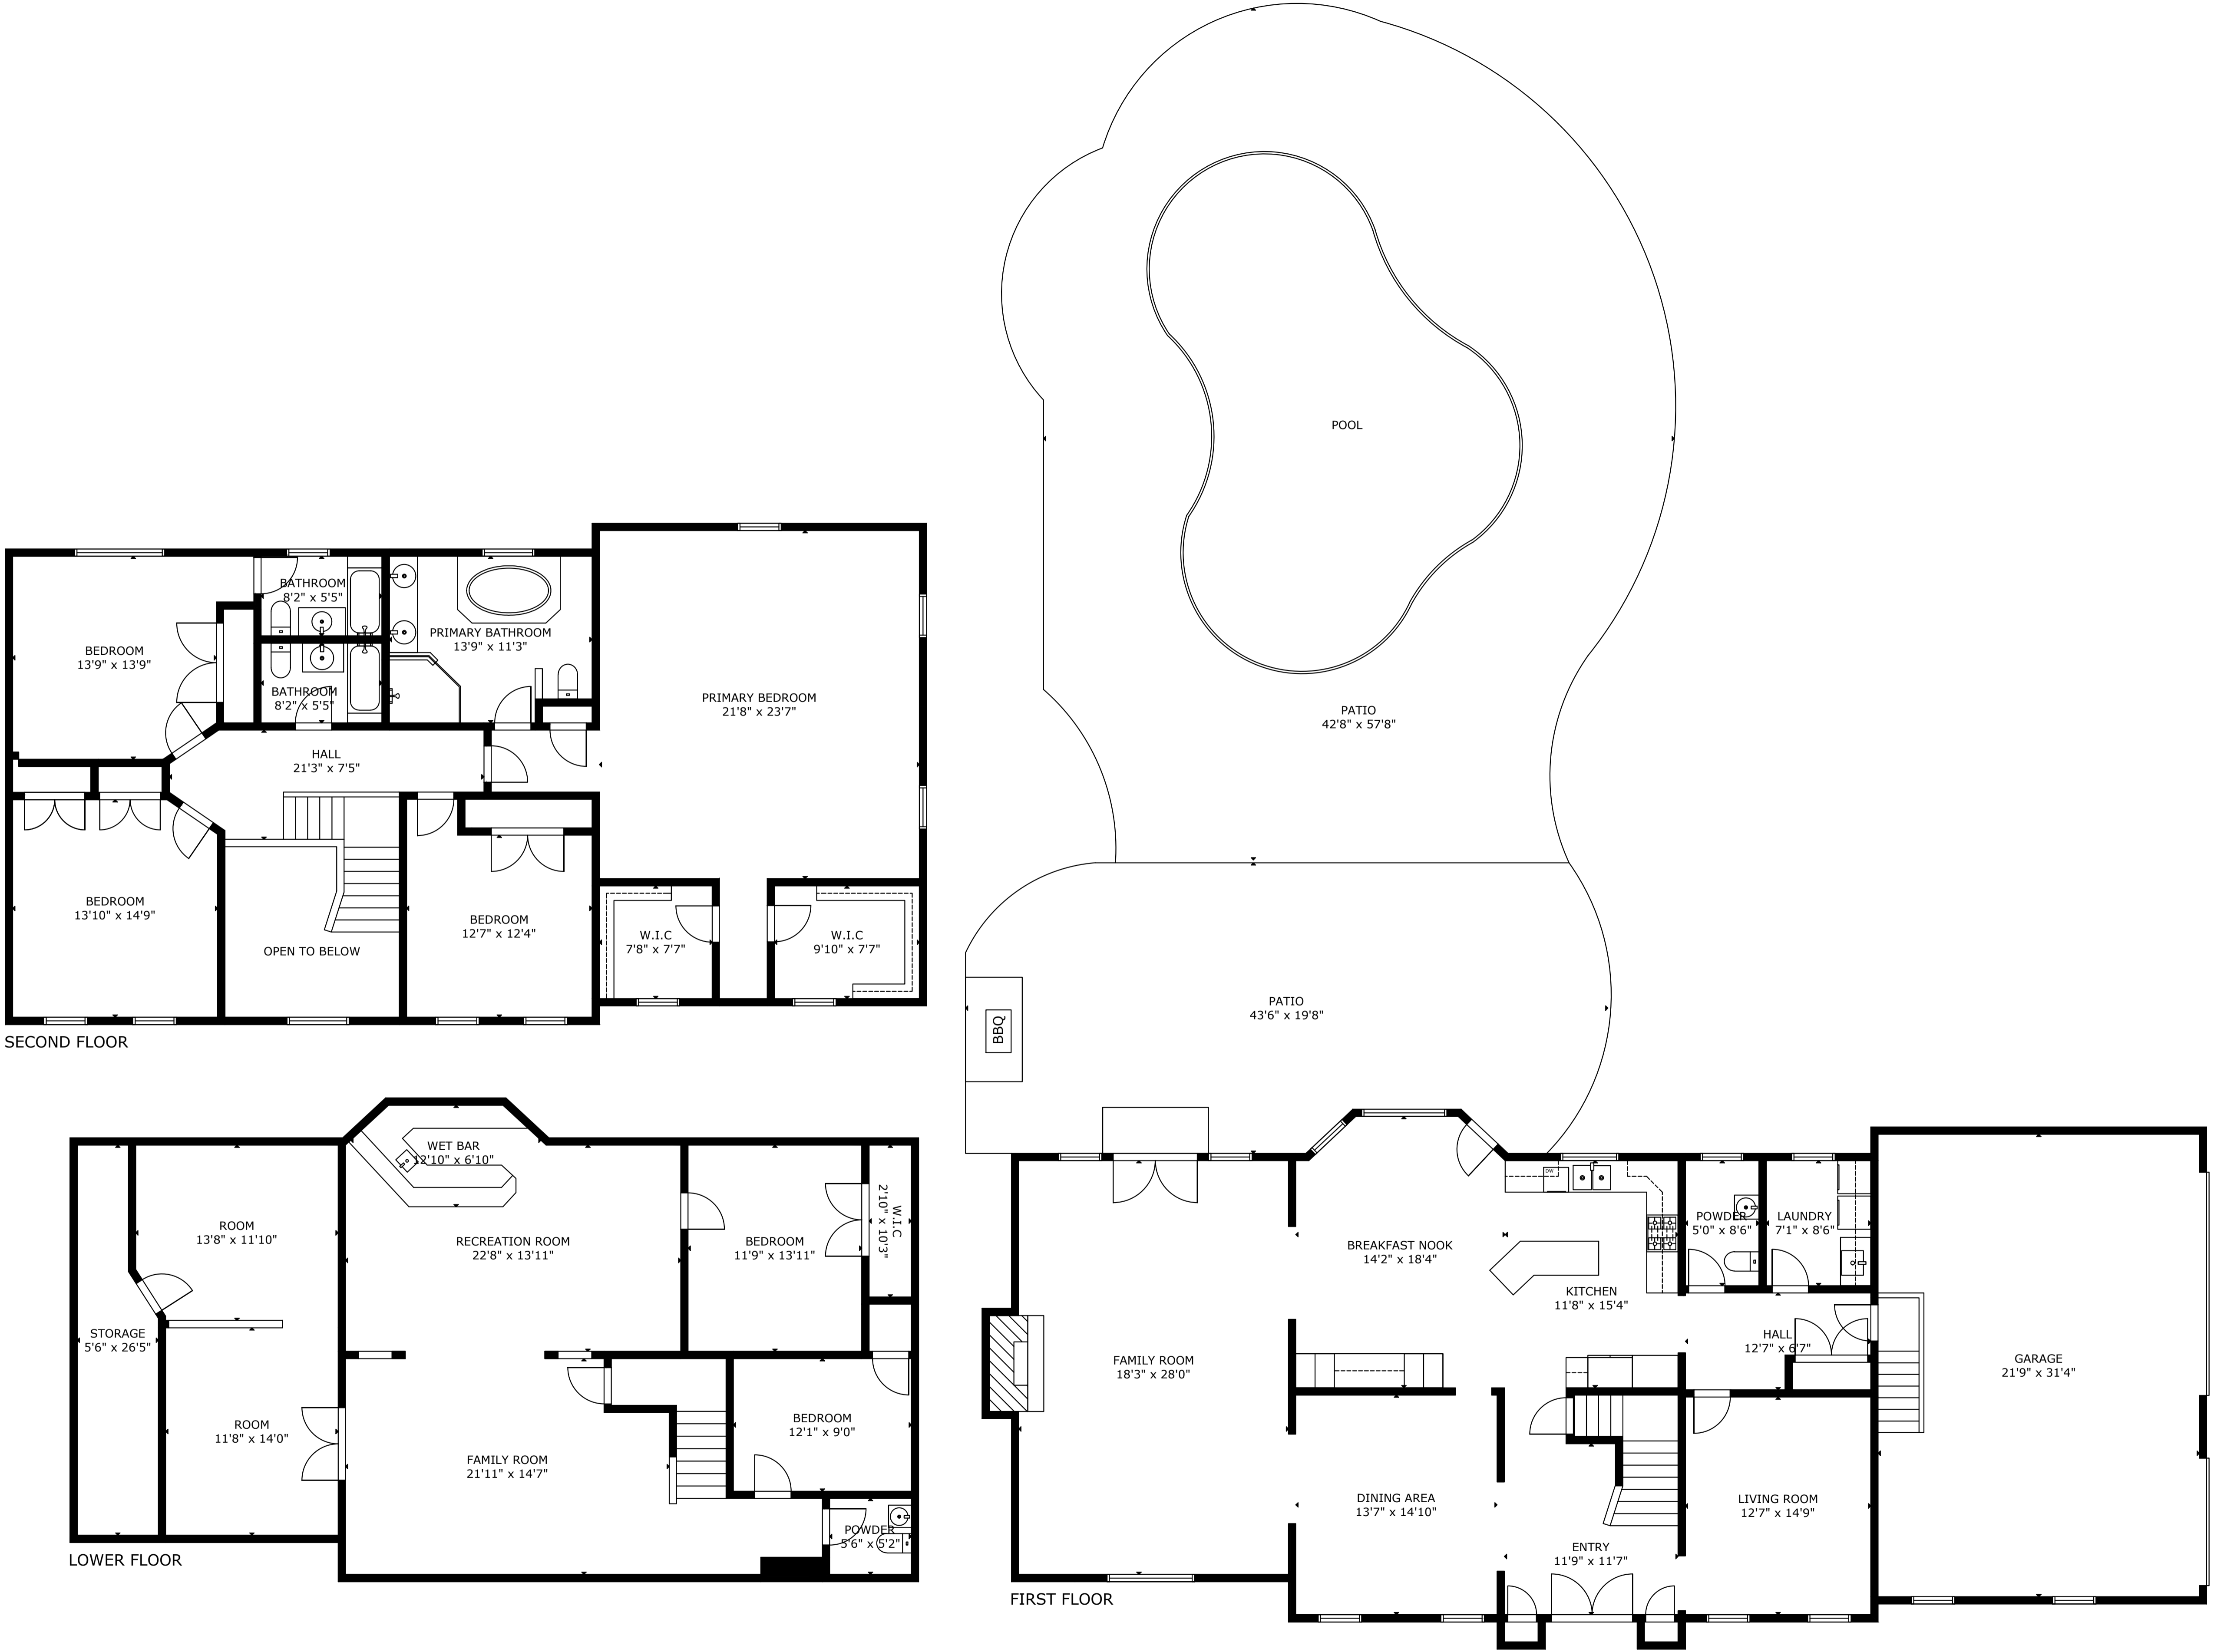 POOL
PATIO
42'8" x 57'8"
PATIO
43'6" x 19'8"
BBQ
BATHROOM
8'2" x 5'5"
PRIMARY BATHROOM
13'9" x 11'3"
BEDROOM
13'9" x 13'9"
BATHROOM
8'2" x 5'5"
PRIMARY BEDROOM
21'8" x 23'7"
HALL
21'3" x 7'5"
BEDROOM
13'10" x 14'9"
BEDROOM
12'7" x 12'4"
W.I.C
7'8" x 7'7"
W.I.C
9'10" x 7'7"
OPEN TO BELOW
SECOND FLOOR
WET BAR
12'10" x 6'10"
ROOM
13'8" x 11'10"
RECREATION ROOM
22'8" x 13'11"
BEDROOM
11'9" x 13'11"
W.I.C
2'10" x 10'3"
STORAGE
5'6" x 26'5"
ROOM
11'8" x 14'0"
FAMILY ROOM
21'11" x 14'7"
BEDROOM
12'1" x 9'0"
POWDER
5'6" x 5'2"
LOWER FLOOR
DW
POWDER
5'0" x 8'6"
LAUNDRY
7'1" x 8'6"
BREAKFAST NOOK
14'2" x 18'4"
KITCHEN
11'8" x 15'4"
HALL
12'7" x 6'7"
FAMILY ROOM
18'3" x 28'0"
GARAGE
21'9" x 31'4"
DINING AREA
13'7" x 14'10"
LIVING ROOM
12'7" x 14'9"
ENTRY
11'9" x 11'7"
FIRST FLOOR